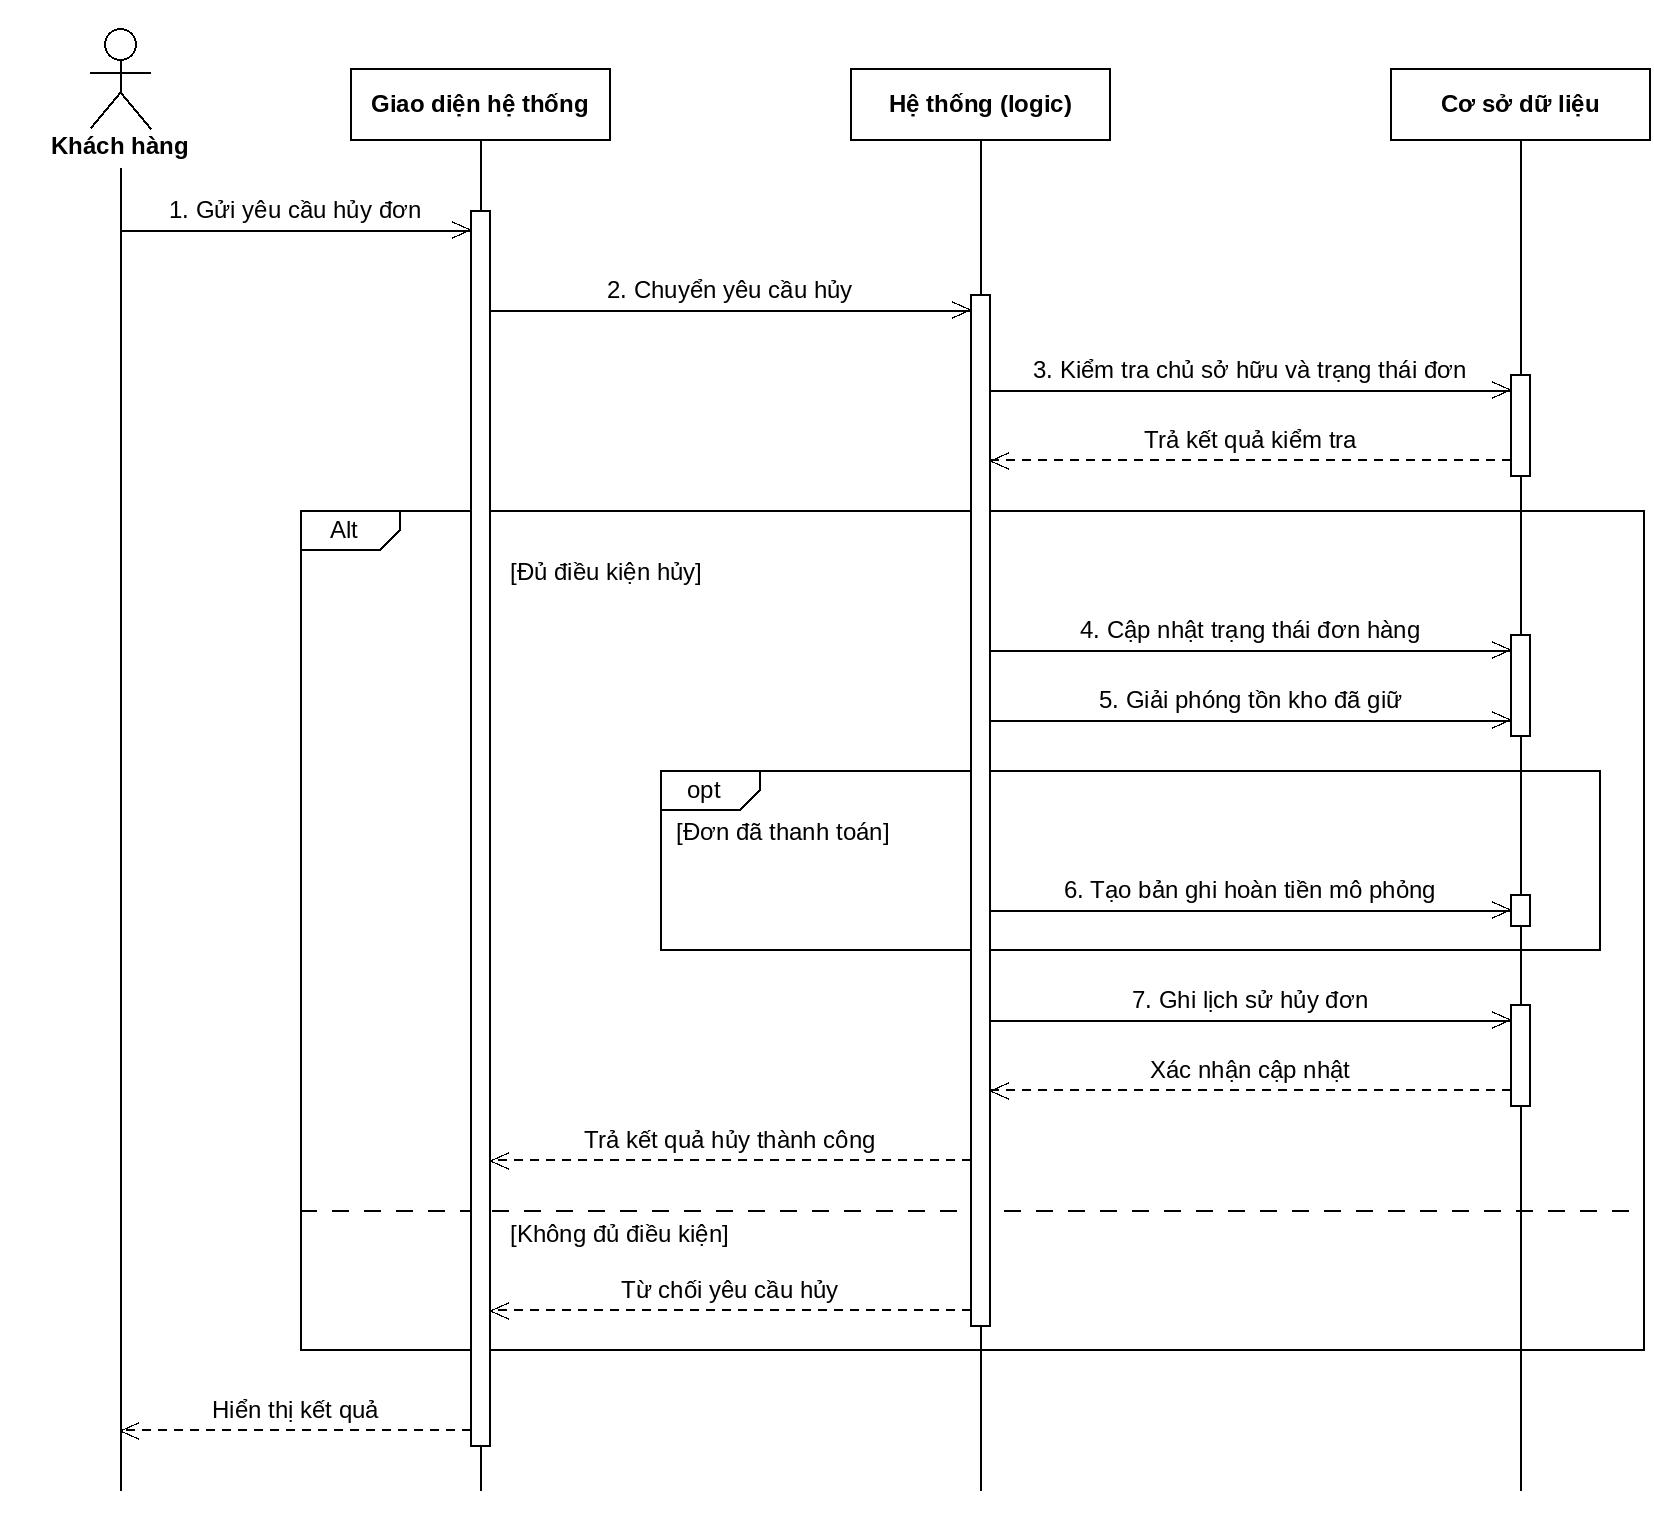 Khách hàng
Giao diện hệ thống
Hệ thống (logic)
Cơ sở dữ liệu
1. Gửi yêu cầu hủy đơn
2. Chuyển yêu cầu hủy
3. Kiểm tra chủ sở hữu và trạng thái đơn
Trả kết quả kiểm tra
Alt
[Đủ điều kiện hủy]
4. Cập nhật trạng thái đơn hàng
5. Giải phóng tồn kho đã giữ
opt
[Đơn đã thanh toán]
6. Tạo bản ghi hoàn tiền mô phỏng
7. Ghi lịch sử hủy đơn
Xác nhận cập nhật
Trả kết quả hủy thành công
[Không đủ điều kiện]
Từ chối yêu cầu hủy
Hiển thị kết quả